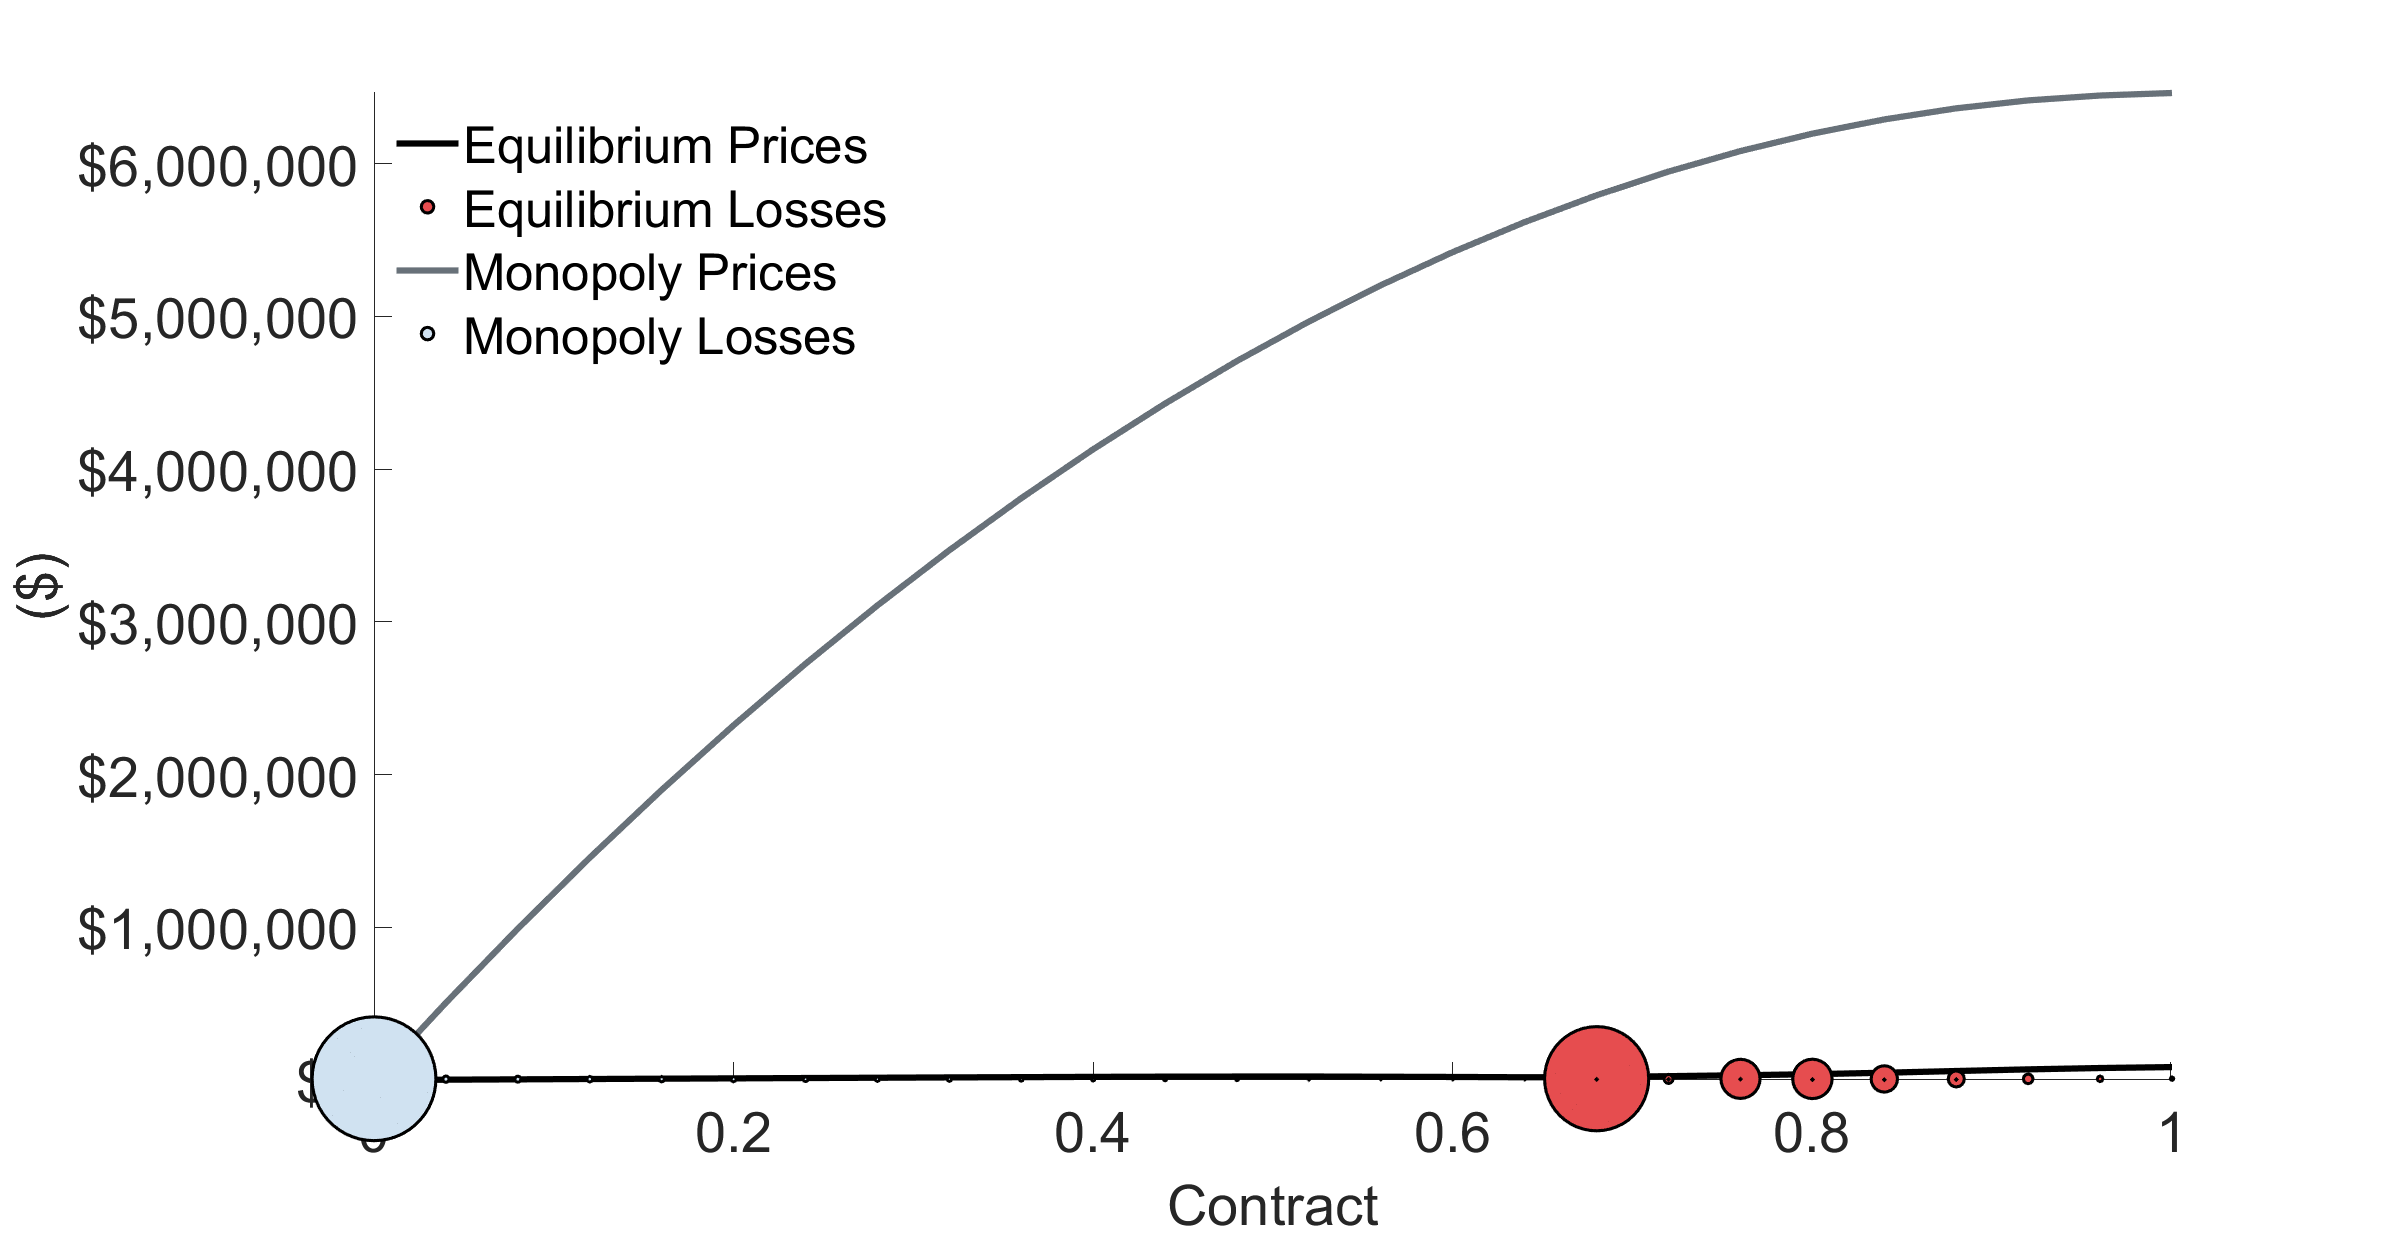 Equilibrium Prices
Equilibrium Losses
Monopoly Prices
Monopoly Losses
$6,000,000
$5,000,000
$4,000,000
$3,000,000
$2,000,000
$1,000,000
($)
0.2
0.4
0.6
0.8
1
Contract